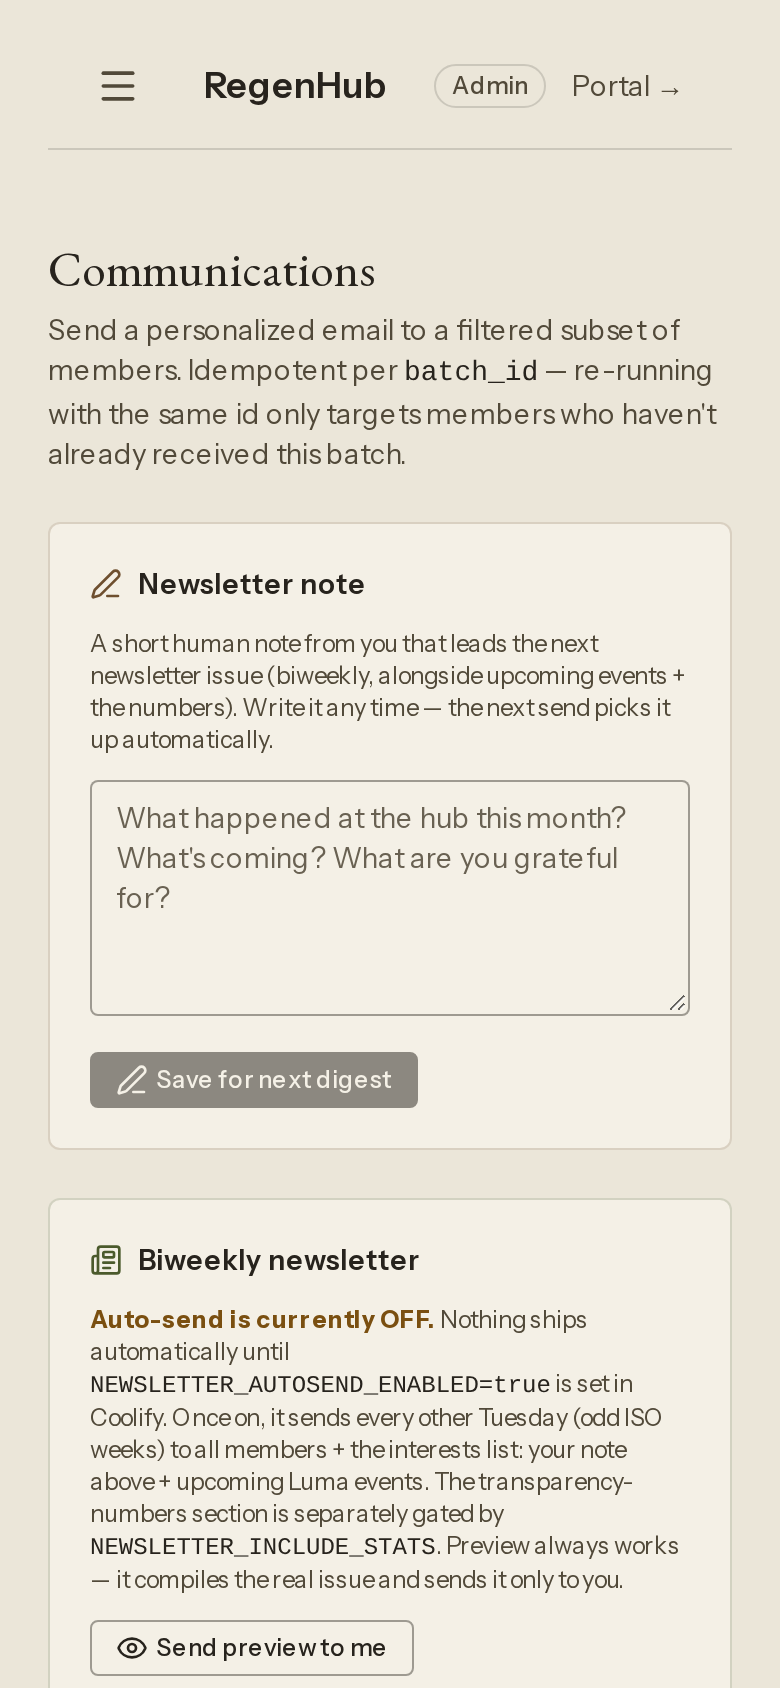 RegenHub
Admin
Portal →
Communications
Send a personalized email to a filtered subset of
members. Idempotent per batch_id — re-running
with the same id only targets members who haven't
already received this batch.
Newsletter note
A short human note from you that leads the next
newsletter issue (biweekly, alongside upcoming events +
the numbers). Write it any time — the next send picks it
up automatically.
What happened at the hub this month?
What's coming? What are you grateful
for?
Save for next digest
Biweekly newsletter
Auto-send is currently OFF. Nothing ships
automatically until
NEWSLETTER_AUTOSEND_ENABLED=true is set in
Coolify. Once on, it sends every other Tuesday (odd ISO
weeks) to all members + the interests list: your note
above + upcoming Luma events. The transparency-
numbers section is separately gated by
NEWSLETTER_INCLUDE_STATS. Preview always works
— it compiles the real issue and sends it only to you.
Send preview to me